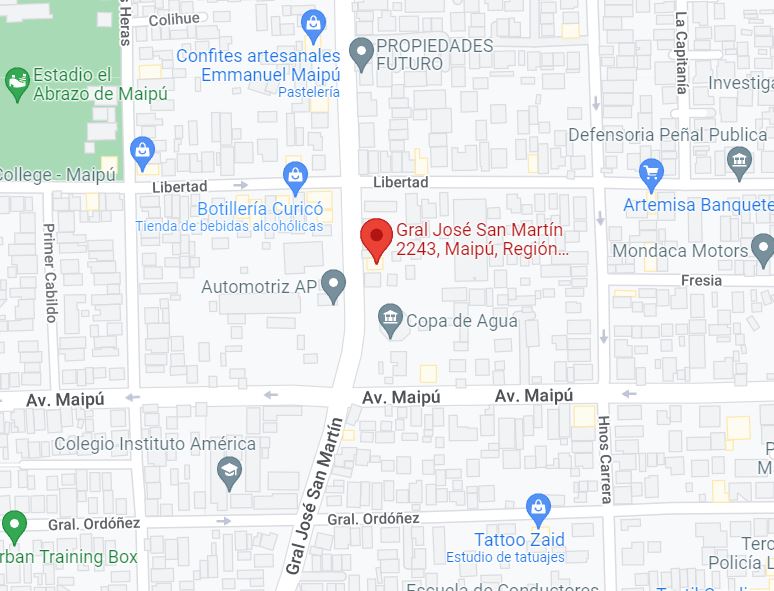 Colihue
Heras
Confites artesanales
Emmanuel Maipú
Pastelería
PROPIEDADES
FUTURO
La Capitanía
Estadio el
Abrazo de Maipú
Investiga
Defensoria Peñal Publica
College - Maipú
Libertad
Libertad
Botillería Curicó
Tienda de bebidas alcohólicas
Artemisa Banquete
Primer Cabildo
Gral José San Martín
2243, Maipú, Región...
Mondaca Motors
Fresia
Automotriz AP
Copa de Agua
Av. Maipú
Av. Maipú
Av. Maipú
Hnos Carrera
Colegio Instituto América
Gral José San Martín
Gral. Ordóñez
Gral. Ordóñez
rban Training Box
Tattoo Zaid
Estudio de tatuajes
Policía L
Escuela de Conductores